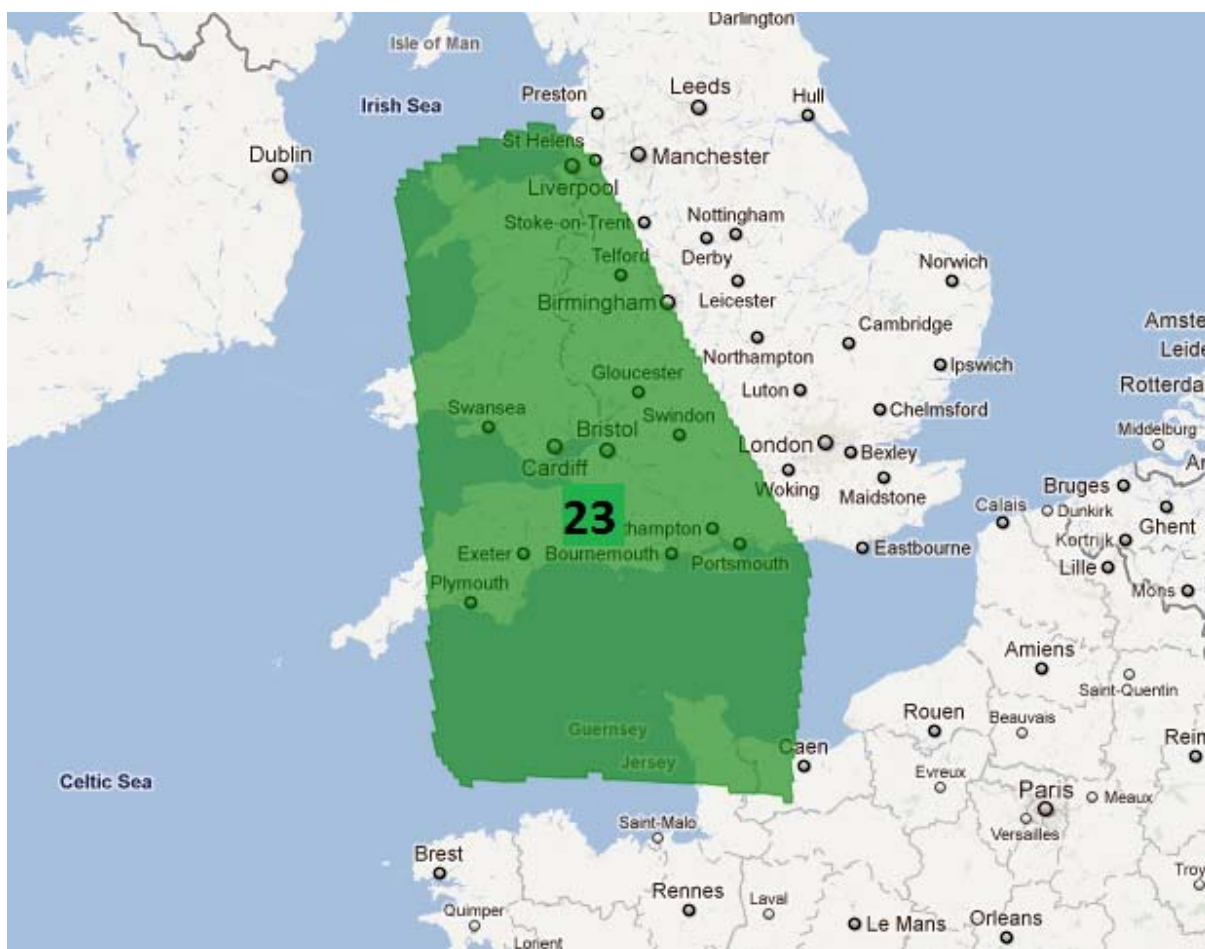 Darlington
Isle of Man
Irish Sea
Preston
Leeds
Hull
Dublin
St Helens
Manchester
Liverpool
Stoke-on-Trent
Nottingham
Derby
Telford
Norwich
Leicester
Birmingham
Cambridge
Amste
Northampton
Leide
Ipswich
Gloucester
Luton
Rotterda
Swansea
Swindon
Chelmsford
Bristol
London
Middelburg
Cardiff
Bexley
Ar
Woking
Maidstone
Bruges
Calais
Dunkirk
Ghent
23
hampton
Kortrijk
Exeter
Bournemouth
Portsmouth
Eastbourne
Lille
Plymouth
Mons
Amiens
Saint-Quentin
Guernsey
Rouen
Beauvais
Reim
Jersey
Caen
Celtic Sea
Evreux
Paris
Meaux
Versailles
Saint-Malo
Brest
Troy
Rennes
Laval
Quimper
Le Mans
Orleans
Lorient